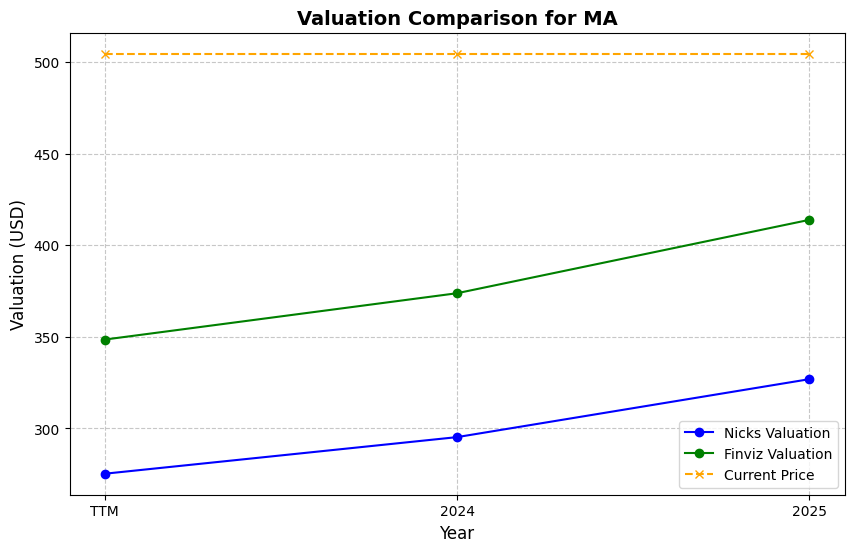 Valuation Comparison for MA
Valuation (USD)
500
450
400
350
300
TTM
2024
2025
Year
Nicks Valuation
Finviz Valuation
Current Price